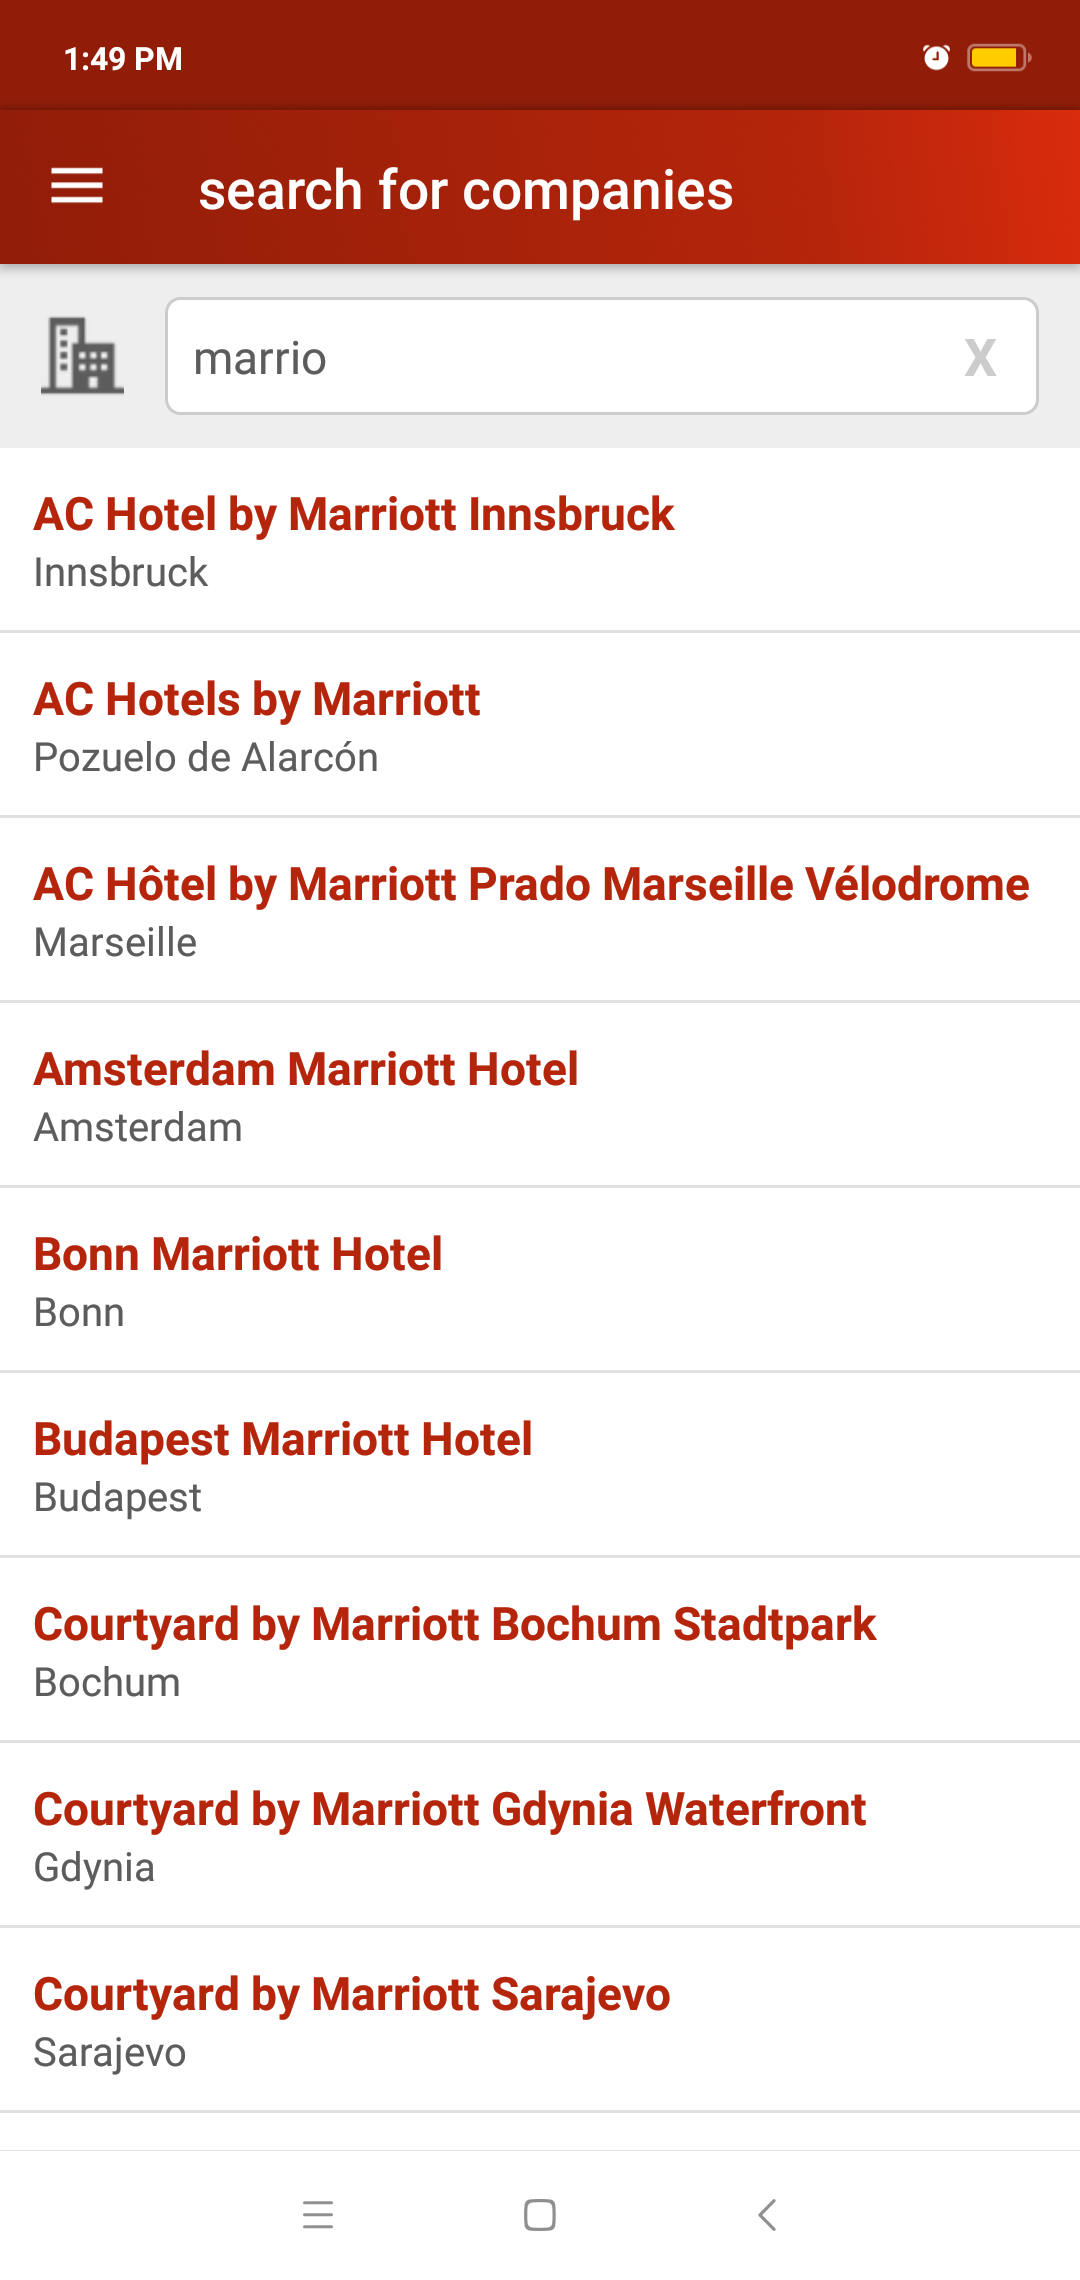 1:49 PM
search for companies
marrio
X
AC Hotel by Marriott Innsbruck
Innsbruck
AC Hotels by Marriott
Pozuelo de Alarcón
AC Hôtel by Marriott Prado Marseille Vélodrome
Marseille
Amsterdam Marriott Hotel
Amsterdam
Bonn Marriott Hotel
Bonn
Budapest Marriott Hotel
Budapest
Courtyard by Marriott Bochum Stadtpark
Bochum
Courtyard by Marriott Gdynia Waterfront
Gdynia
Courtyard by Marriott Sarajevo
Sarajevo